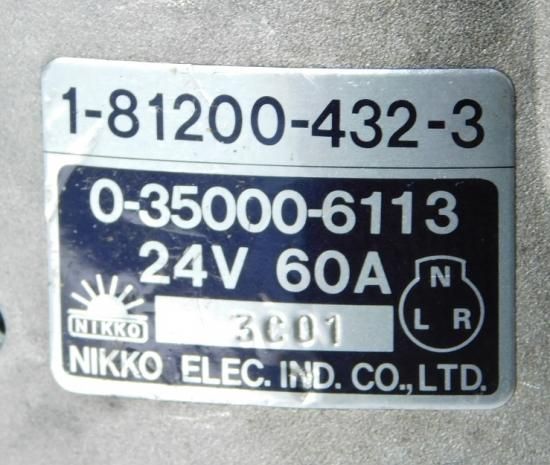 1-81200-432-3
0-35000-6113
24V 60A
N
NIKKO
3C01
L R
NIKKO ELEC. IND. CO., LTD.